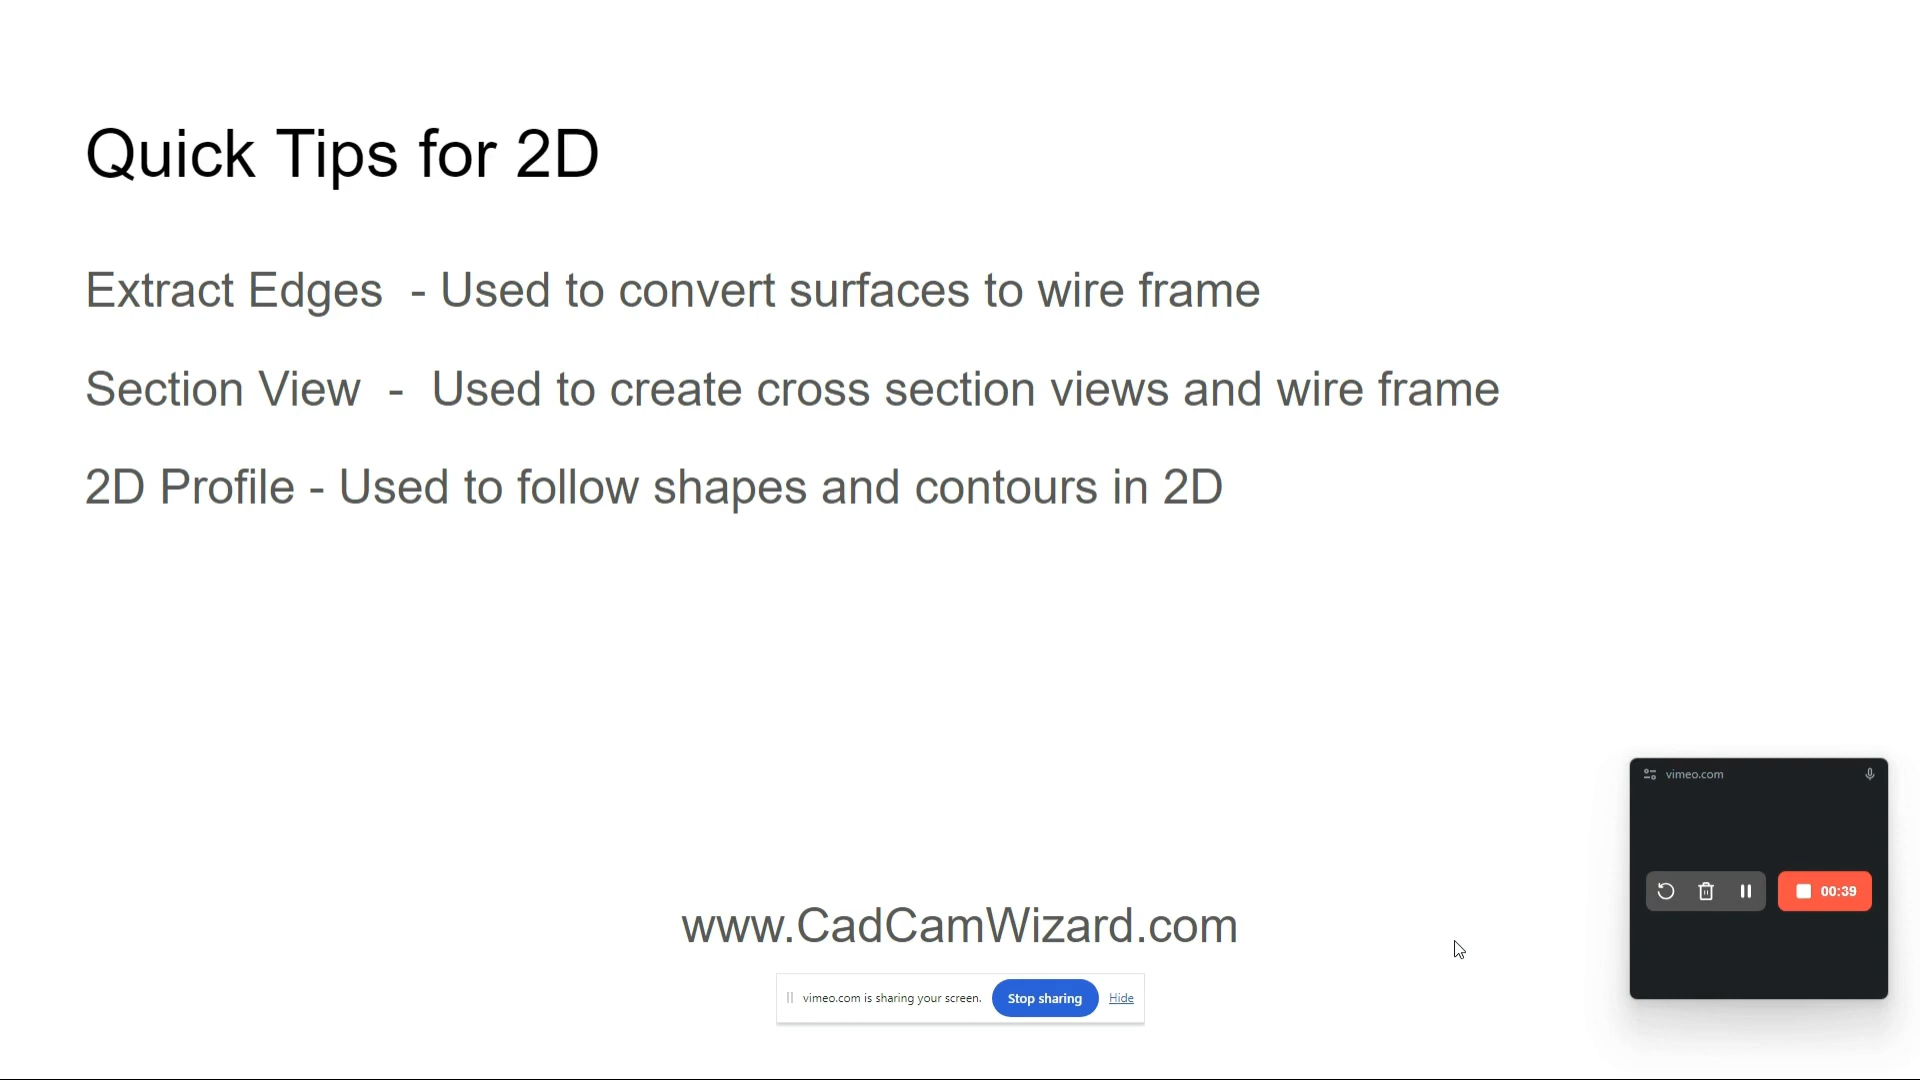 Quick Tips for 2D
Extract Edges  - Used to convert surfaces to wire frame
Section View  -  Used to create cross section views and wire frame
2D Profile - Used to follow shapes and contours in 2D
vimeo.com
00:39
www.CadCamWizard.com
vimeo.com is sharing your screen. Stop sharing Hide